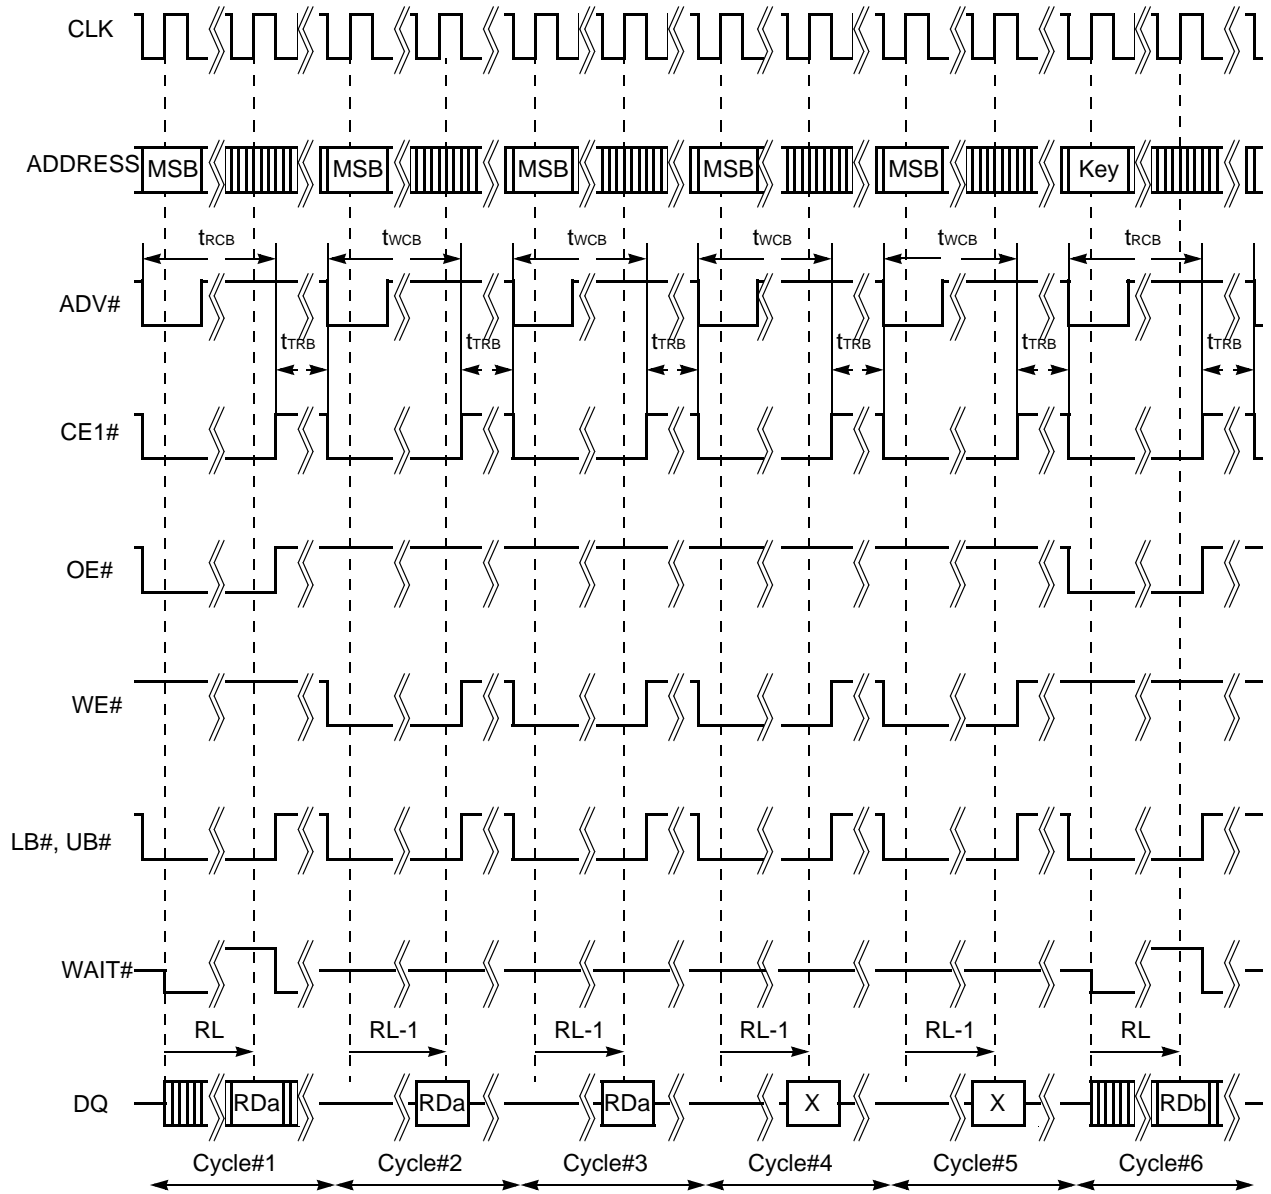 CLK
ADDRESS MSB MSB MSB MSB MSB Key
tRCB tWCB tWCB tWCB tWCB tRCB
ADV#
tTRB tTRB tTRB tTRB tTRB tTRB
CE1#
OE#
WE#
LB#, UB#
WAIT#
RL RL-1 RL-1 RL-1 RL-1 RL
DQ RDa RDa RDa X X RDb
Cycle#1 Cycle#2 Cycle#3 Cycle#4 Cycle#5 Cycle#6